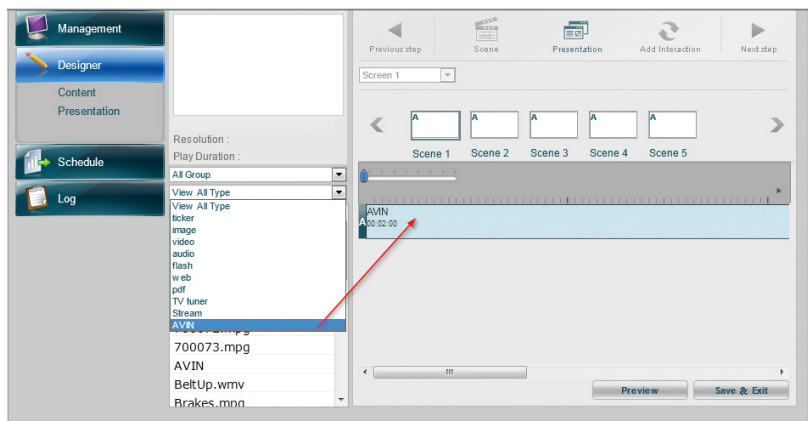 Management
Designer
Content
Presentation
Schedule
Log
Resolution :
Play Duration :
All Group
View All Type
View All Type
ticker
image
video
audio
flash
web
pdf
TV tuner
Stream
AVIN
700073.mpg
AVIN
BeltUp.wmv
Brakes.mpg
Previous step
Scene
Presentation
Add Interaction
Next step
Screen 1
A
A
A
A
A
Scene 1
Scene 2
Scene 3
Scene 4
Scene 5
AVIN
A
00:02:00
Preview
Save & Exit